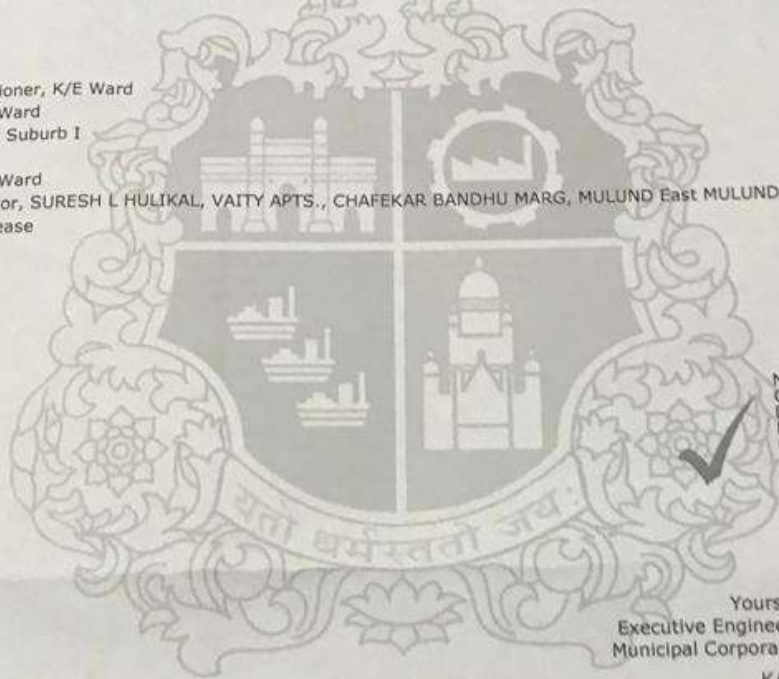 ioner, K/E Ward
Ward
Suburb I
Ward
or, SURESH L HULIKAL, VAITY APTS., CHAFEKAR BANDHU MARG, MULUND East MULUND
ease
यतो धर्मस्ततो जय:
Yours
Executive Enginee
Municipal Corpora